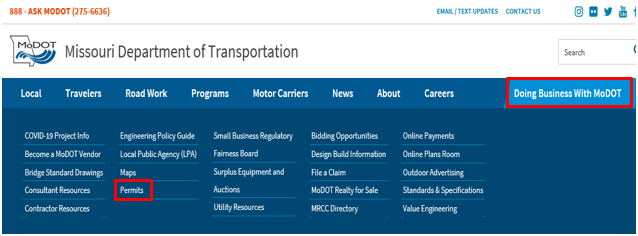 888 - ASK MODOT (275-6636)
EMAIL / TEXT UPDATES CONTACT US
MoDOT
Missouri Department of Transportation
Search
Local Travelers Road Work Programs Motor Carriers News About Careers Doing Business With MoDOT
COVID-19 Project Info Engineering Policy Guide Small Business Regulatory Bidding Opportunities Online Payments
Become a MoDOT Vendor Local Public Agency (LPA) Fairness Board Design Build Information Online Plans Room
Bridge Standard Drawings Maps Surplus Equipment and File a Claim Outdoor Advertising
Consultant Resources Permits Auctions MoDOT Realty for Sale Standards & Specifications
Contractor Resources Utility Resources MRCC Directory Value Engineering